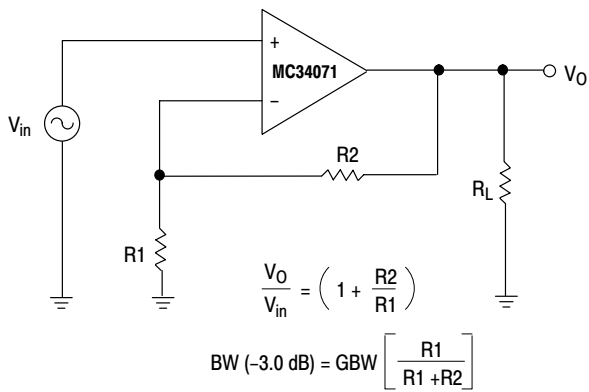 +
MC34071
−
V_O
V_in
R2
R_L
R1
V_O / V_in = ( 1 + R2 / R1 )
BW (−3.0 dB) = GBW [ R1 / R1 +R2 ]